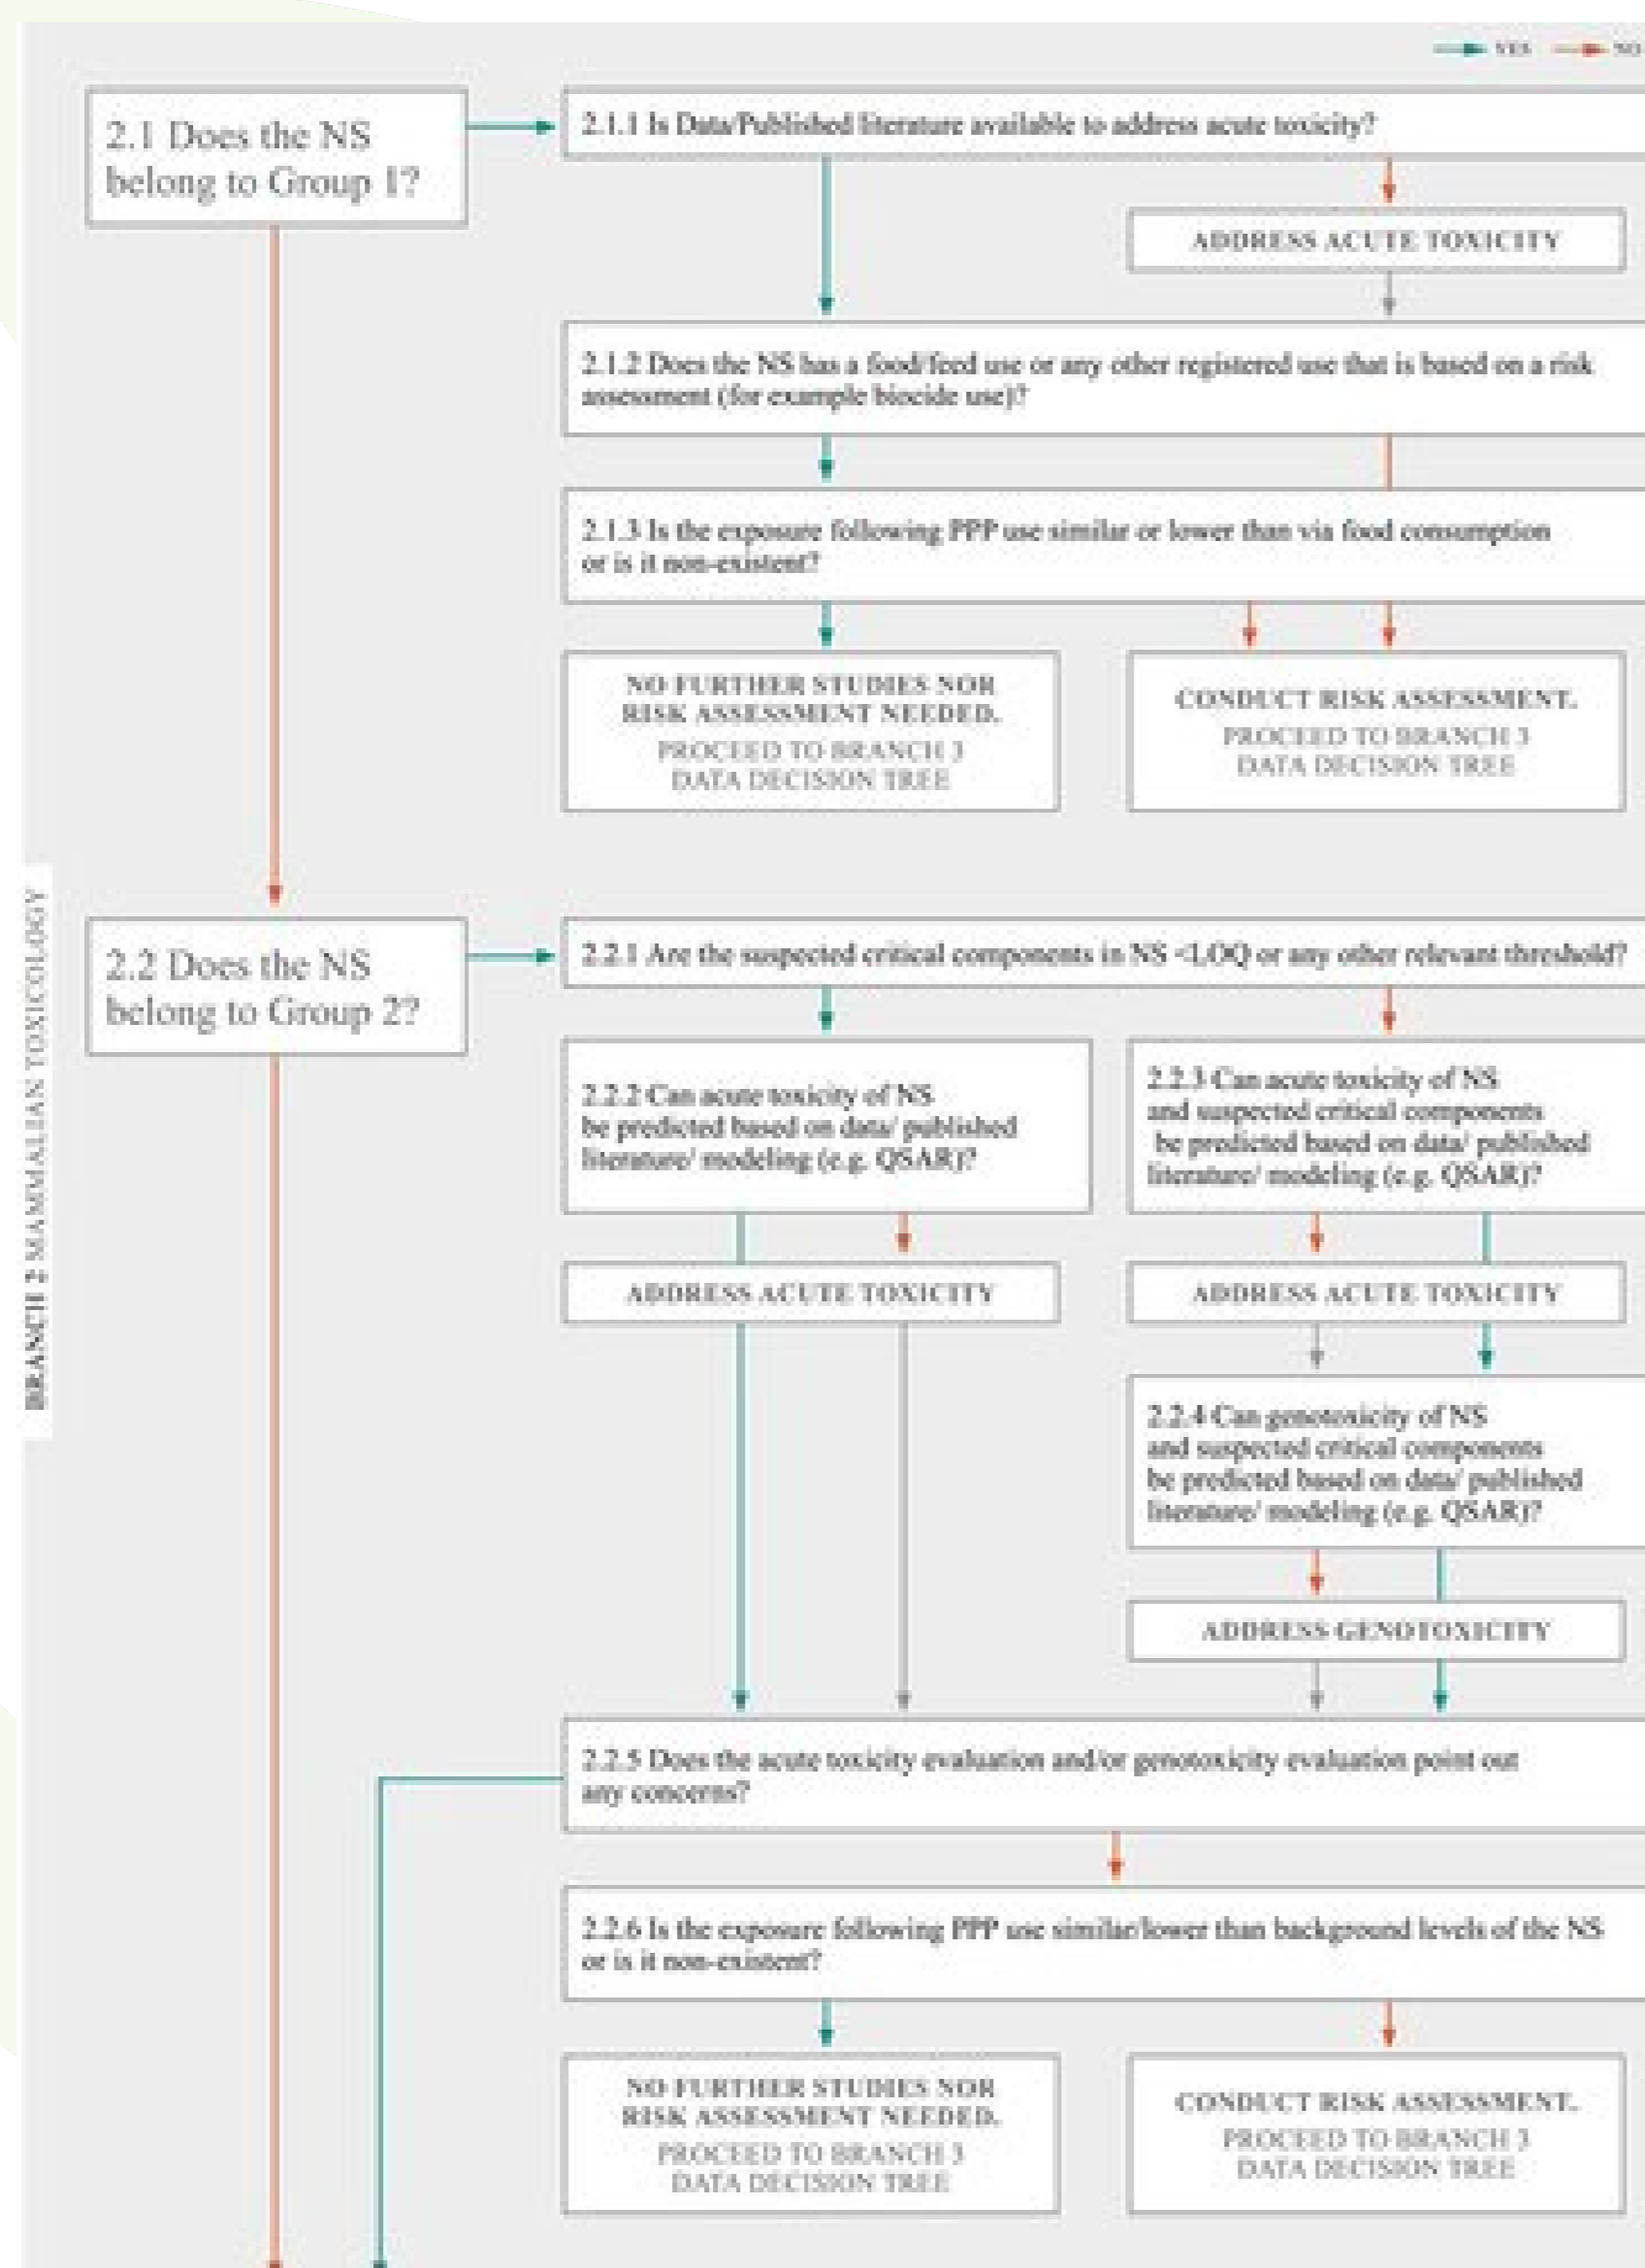 YES NO
2.1 Does the NS
belong to Group 1?
2.1.1 Is Data/Published literature available to address acute toxicity?
ADDRESS ACUTE TOXICITY
2.1.2 Does the NS has a food/feed use or any other registered use that is based on a risk
assessment (for example biocide use)?
2.1.3 Is the exposure following PPP use similar or lower than via food consumption
or is it non-existent?
NO FURTHER STUDIES NOR
RISK ASSESSMENT NEEDED.
PROCEED TO BRANCH 3
DATA DECISION TREE
CONDUCT RISK ASSESSMENT.
PROCEED TO BRANCH 3
DATA DECISION TREE
BRANCH 2 MAMMALIAN TOXICOLOGY
2.2 Does the NS
belong to Group 2?
2.2.1 Are the suspected critical components in NS <LOQ or any other relevant threshold?
2.2.2 Can acute toxicity of NS
be predicted based on data/ published
literature/ modeling (e.g. QSAR)?
2.2.3 Can acute toxicity of NS
and suspected critical components
be predicted based on data/ published
literature/ modeling (e.g. QSAR)?
ADDRESS ACUTE TOXICITY
ADDRESS ACUTE TOXICITY
2.2.4 Can genotoxicity of NS
and suspected critical components
be predicted based on data/ published
literature/ modeling (e.g. QSAR)?
ADDRESS GENOTOXICITY
2.2.5 Does the acute toxicity evaluation and/or genotoxicity evaluation point out
any concerns?
2.2.6 Is the exposure following PPP use similar/lower than background levels of the NS
or is it non-existent?
NO FURTHER STUDIES NOR
RISK ASSESSMENT NEEDED.
PROCEED TO BRANCH 3
DATA DECISION TREE
CONDUCT RISK ASSESSMENT.
PROCEED TO BRANCH 3
DATA DECISION TREE